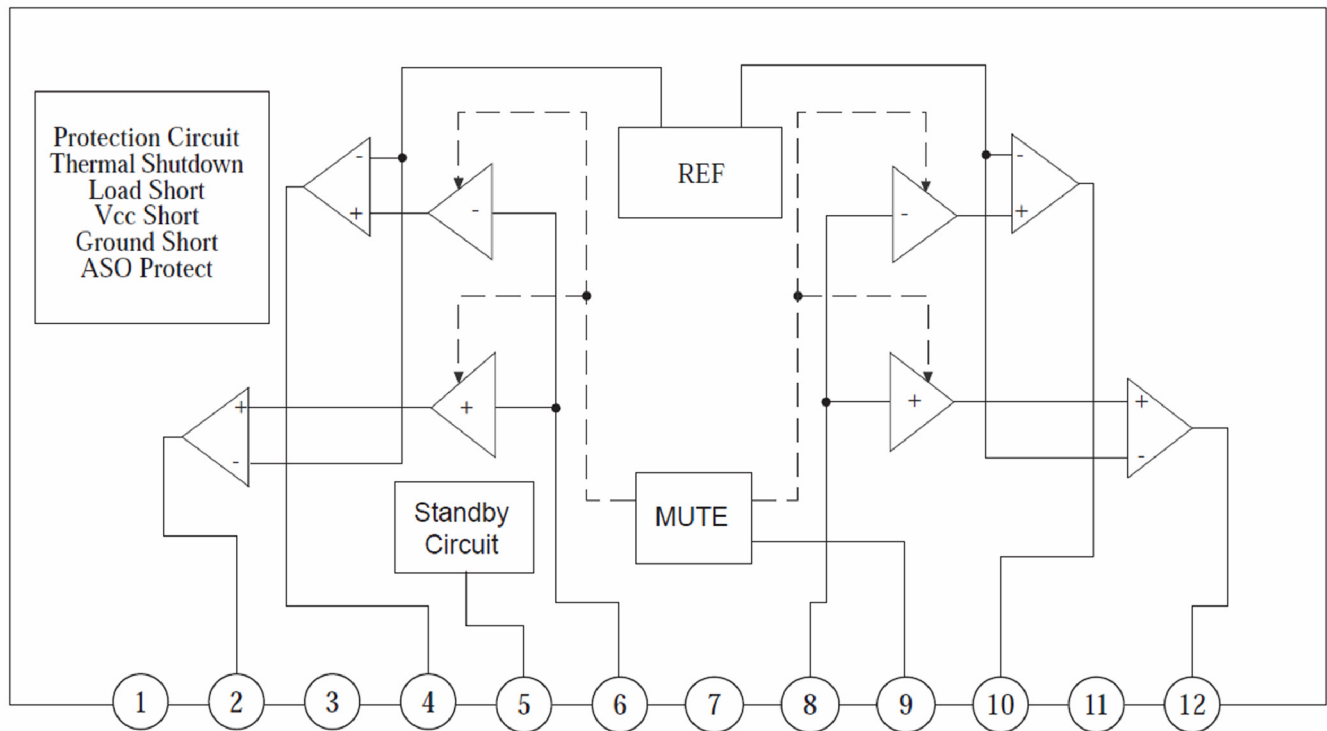 Protection Circuit
Thermal Shutdown
Load Short
Vcc Short
Ground Short
ASO Protect
REF
-
+
-
-
+
-
+
-
+
+
+
-
Standby
Circuit
MUTE
1
2
3
4
5
6
7
8
9
10
11
12